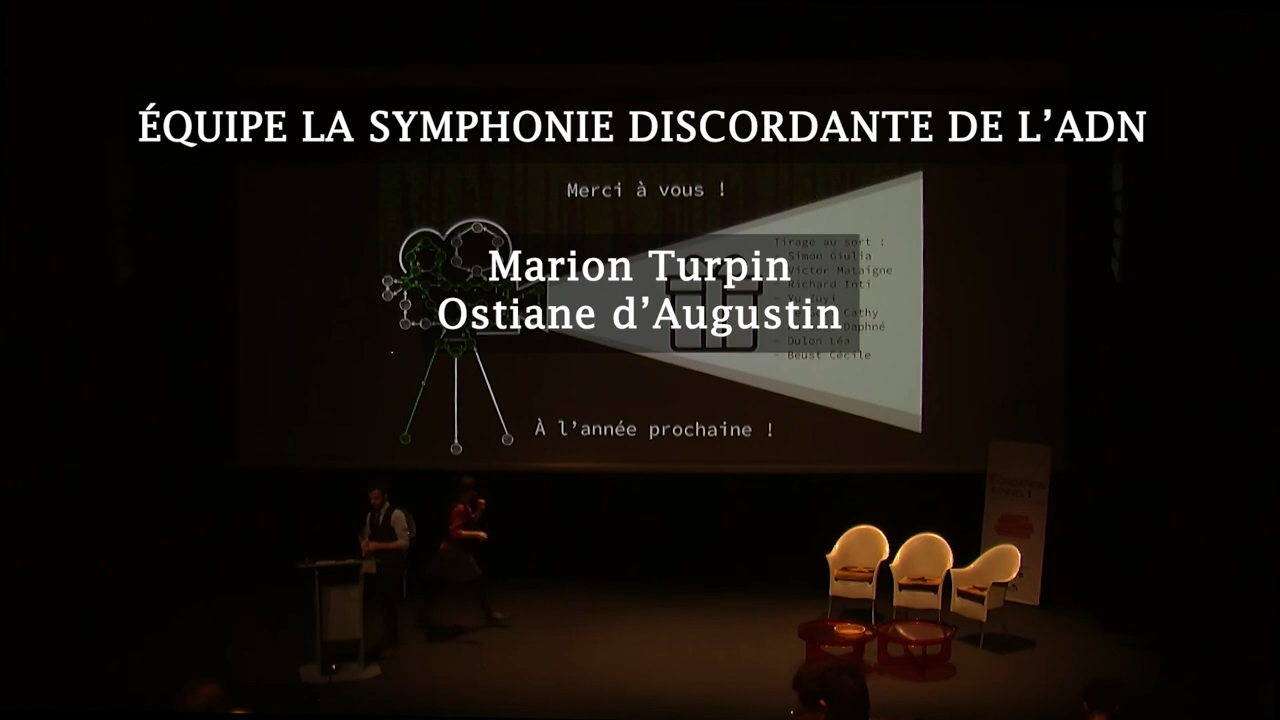 ÉQUIPE LA SYMPHONIE DISCORDANTE DE L’ADN
Merci à vous !
Marion Turpin
Ostiane d’Augustin
Tirage au sort :
Simon Giulia
Victor Mataigne
- Richard Inti
Cathy
Daphné
- Dulon Léa
- Beust Cécile
À l’année prochaine !